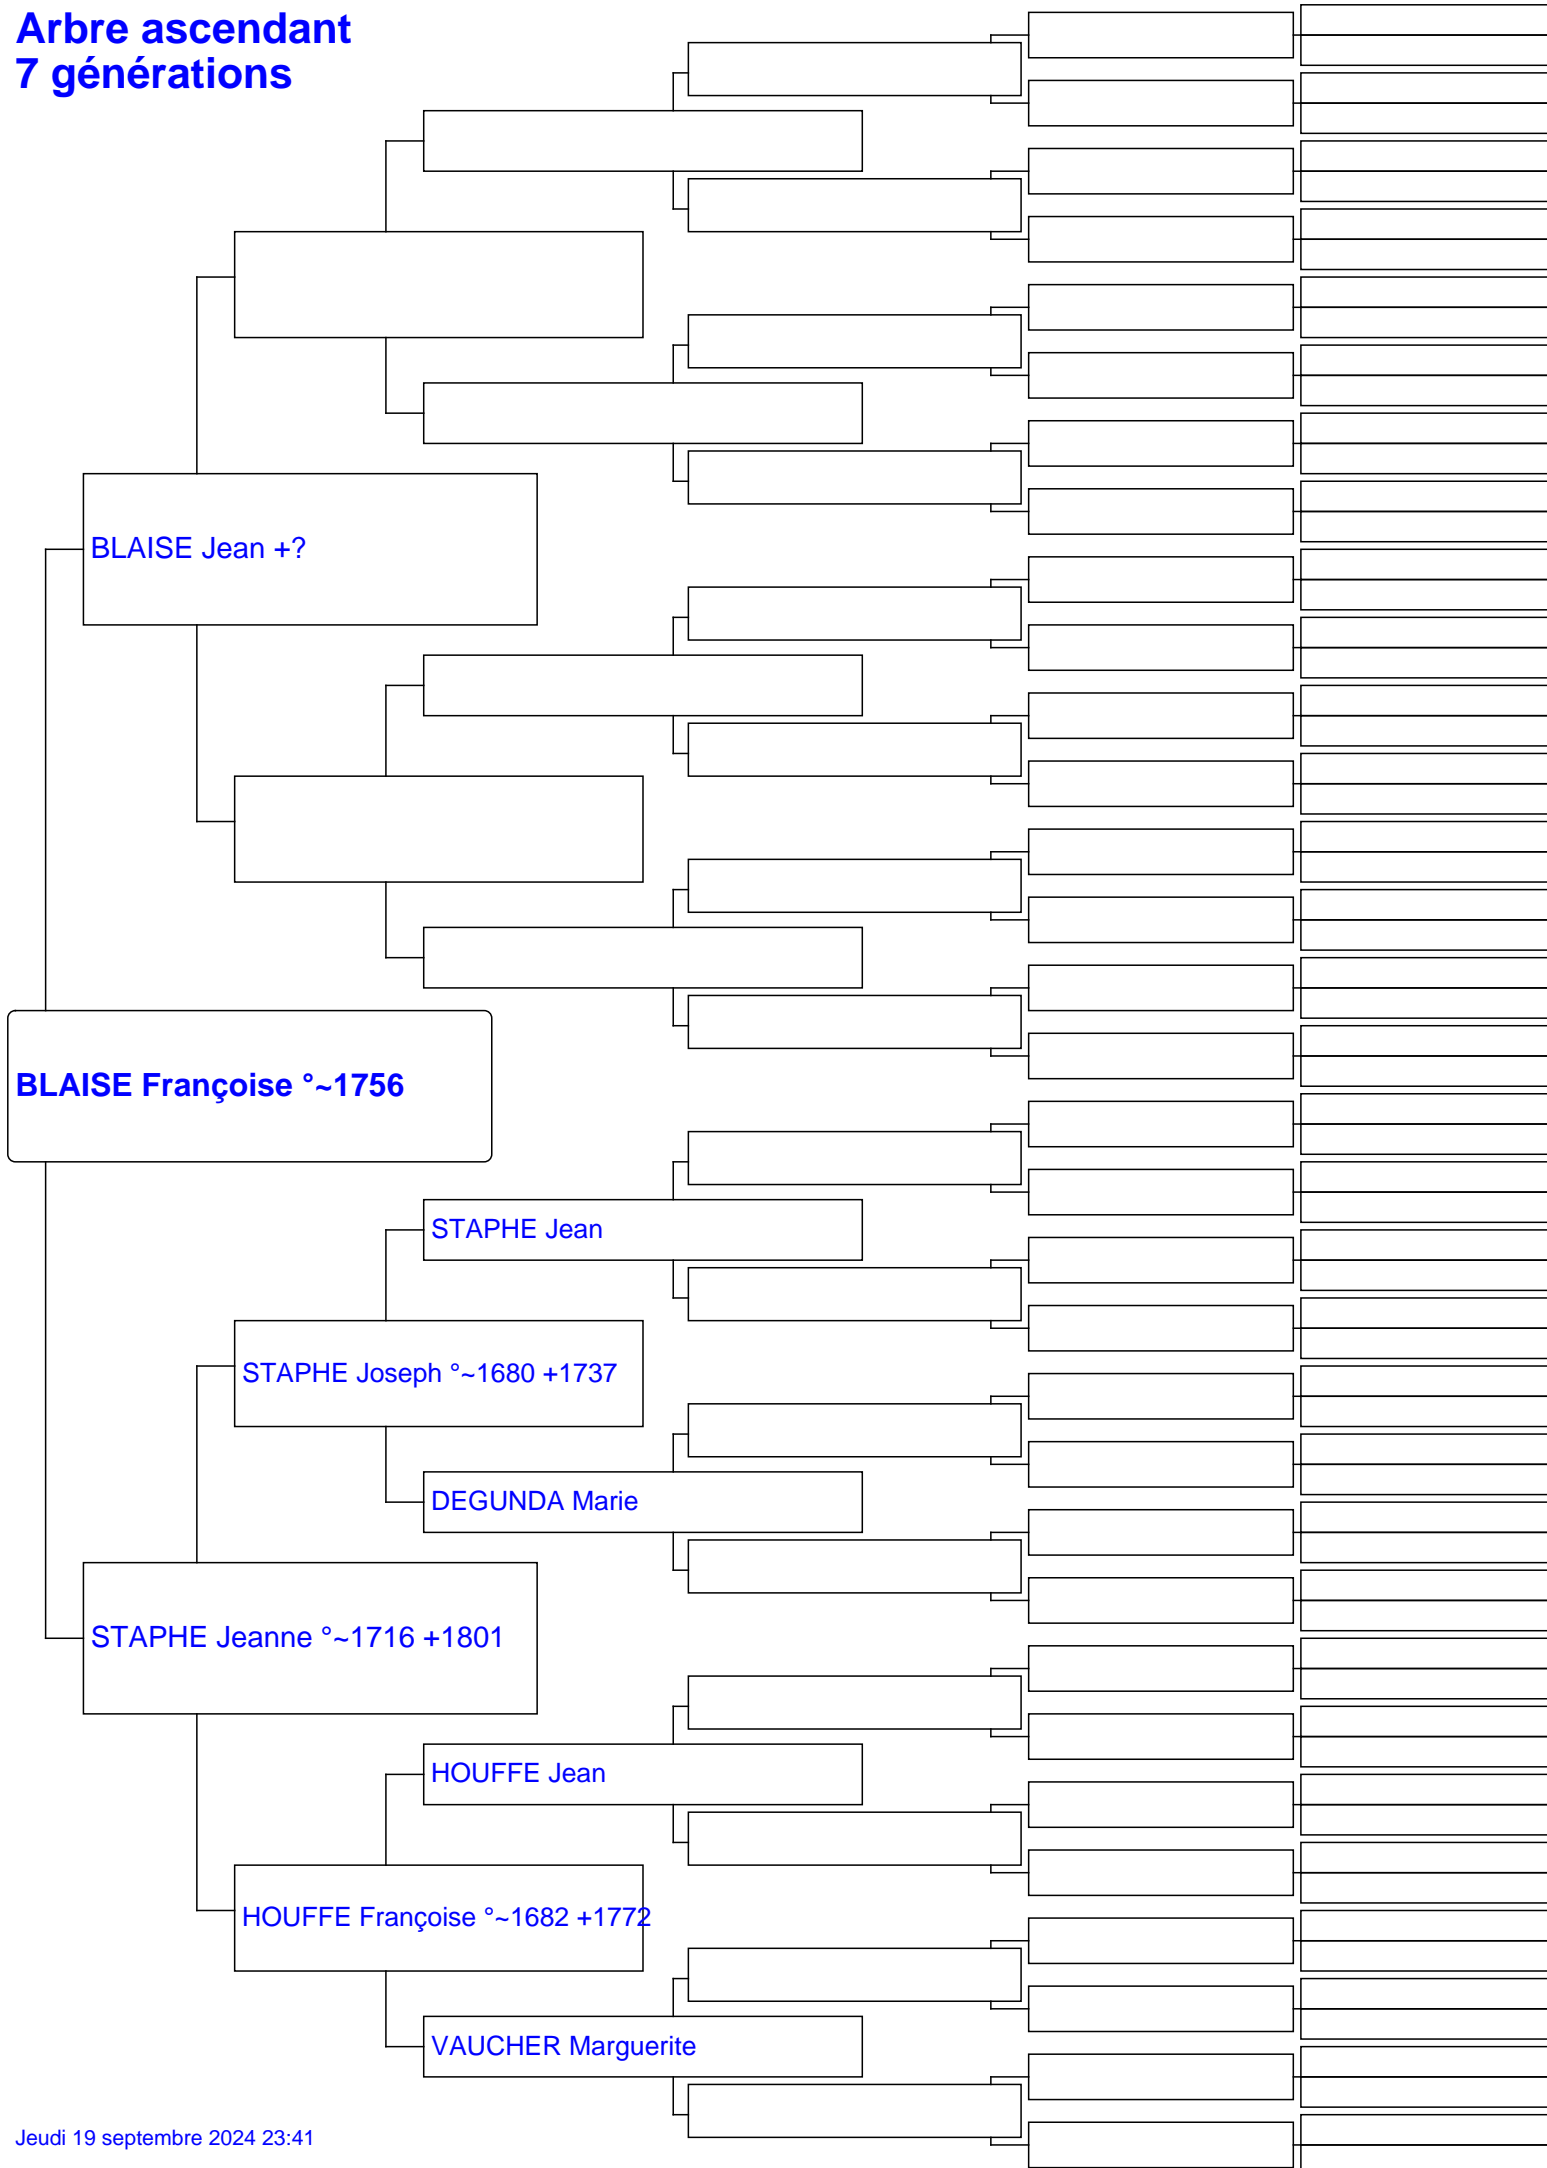 Arbre ascendant
7 générations
BLAISE Jean +?
BLAISE Françoise °~1756
STAPHE Jean
STAPHE Joseph °~1680 +1737
DEGUNDA Marie
STAPHE Jeanne °~1716 +1801
HOUFFE Jean
HOUFFE Françoise °~1682 +1772
VAUCHER Marguerite
Jeudi 19 septembre 2024 23:41